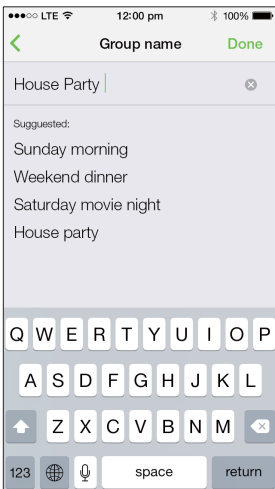 LTE 12:00 pm 100%
Group name Done
House Party
Sugguested:
Sunday morning
Weekend dinner
Saturday movie night
House party
Q W E R T Y U I O P
A S D F G H J K L
Z X C V B N M
123 space return